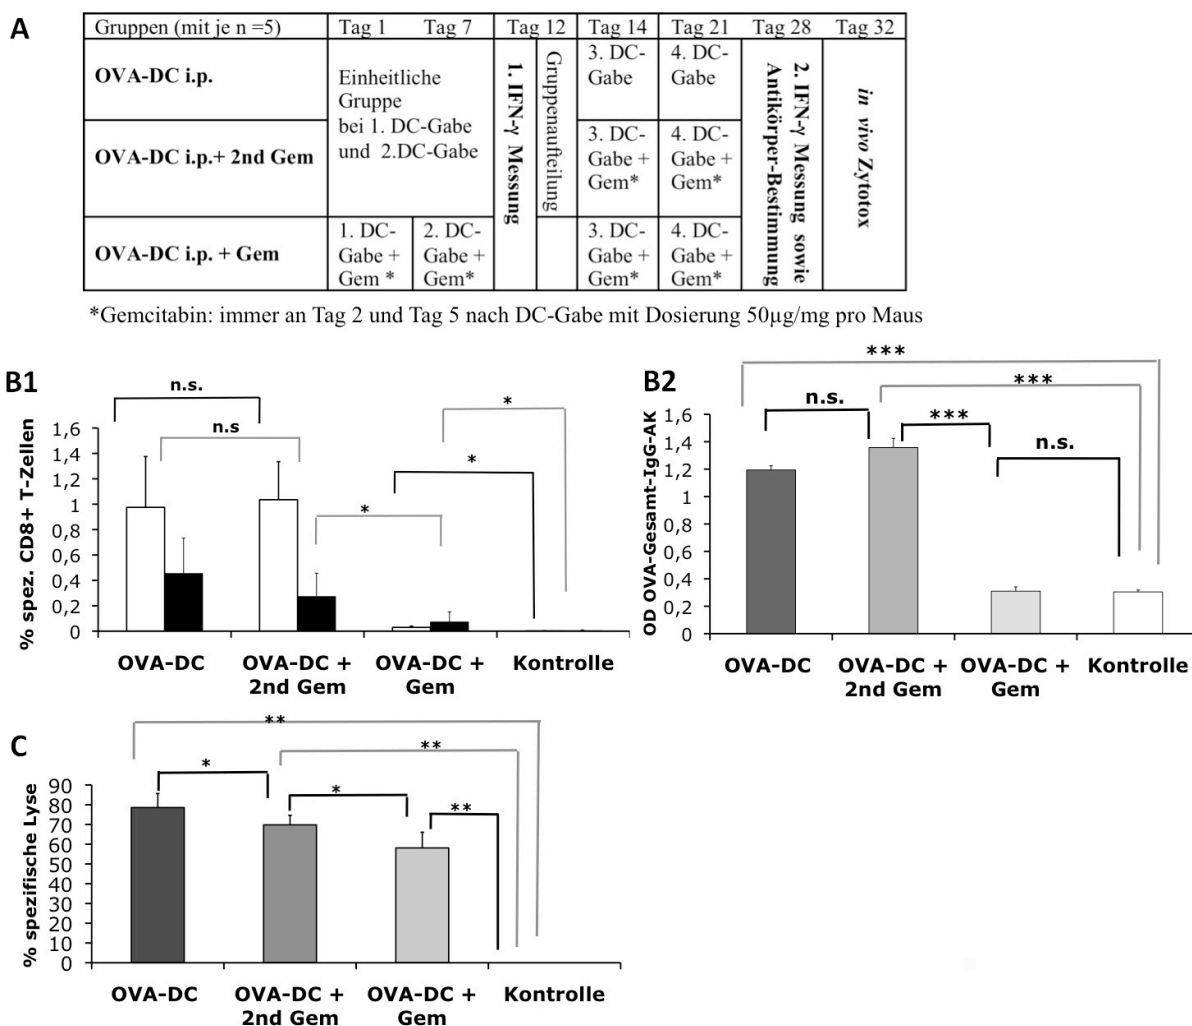 A
Gruppen (mit je n =5) Tag 1 Tag 7 Tag 12 Tag 14 Tag 21 Tag 28 Tag 32
OVA-DC i.p.
Einheitliche
Gruppe
bei 1. DC-Gabe
und 2.DC-Gabe
1. IFN-γ Messung
Gruppenaufteilung
3. DC-
Gabe
4. DC-
Gabe
2. IFN-γ Messung sowie
Antikörper-Bestimmung
in vivo Zytotox
OVA-DC i.p.+ 2nd Gem
3. DC-
Gabe +
Gem*
4. DC-
Gabe +
Gem*
OVA-DC i.p. + Gem
1. DC-
Gabe +
Gem *
2. DC-
Gabe +
Gem*
3. DC-
Gabe +
Gem*
4. DC-
Gabe +
Gem*
*Gemcitabin: immer an Tag 2 und Tag 5 nach DC-Gabe mit Dosierung 50µg/mg pro Maus
B1
% spez. CD8+ T-Zellen
1,6
1,4
1,2
1
0,8
0,6
0,4
0,2
0
n.s.
n.s
*
*
*
OVA-DC
OVA-DC +
2nd Gem
OVA-DC +
Gem
Kontrolle
B2
OD OVA-Gesamt-IgG-AK
1,6
1,4
1,2
1
0,8
0,6
0,4
0,2
0
***
***
n.s.
***
n.s.
OVA-DC
OVA-DC +
2nd Gem
OVA-DC +
Gem
Kontrolle
C
% spezifische Lyse
90
80
70
60
50
40
30
20
10
0
**
**
*
*
**
OVA-DC
OVA-DC +
2nd Gem
OVA-DC +
Gem
Kontrolle